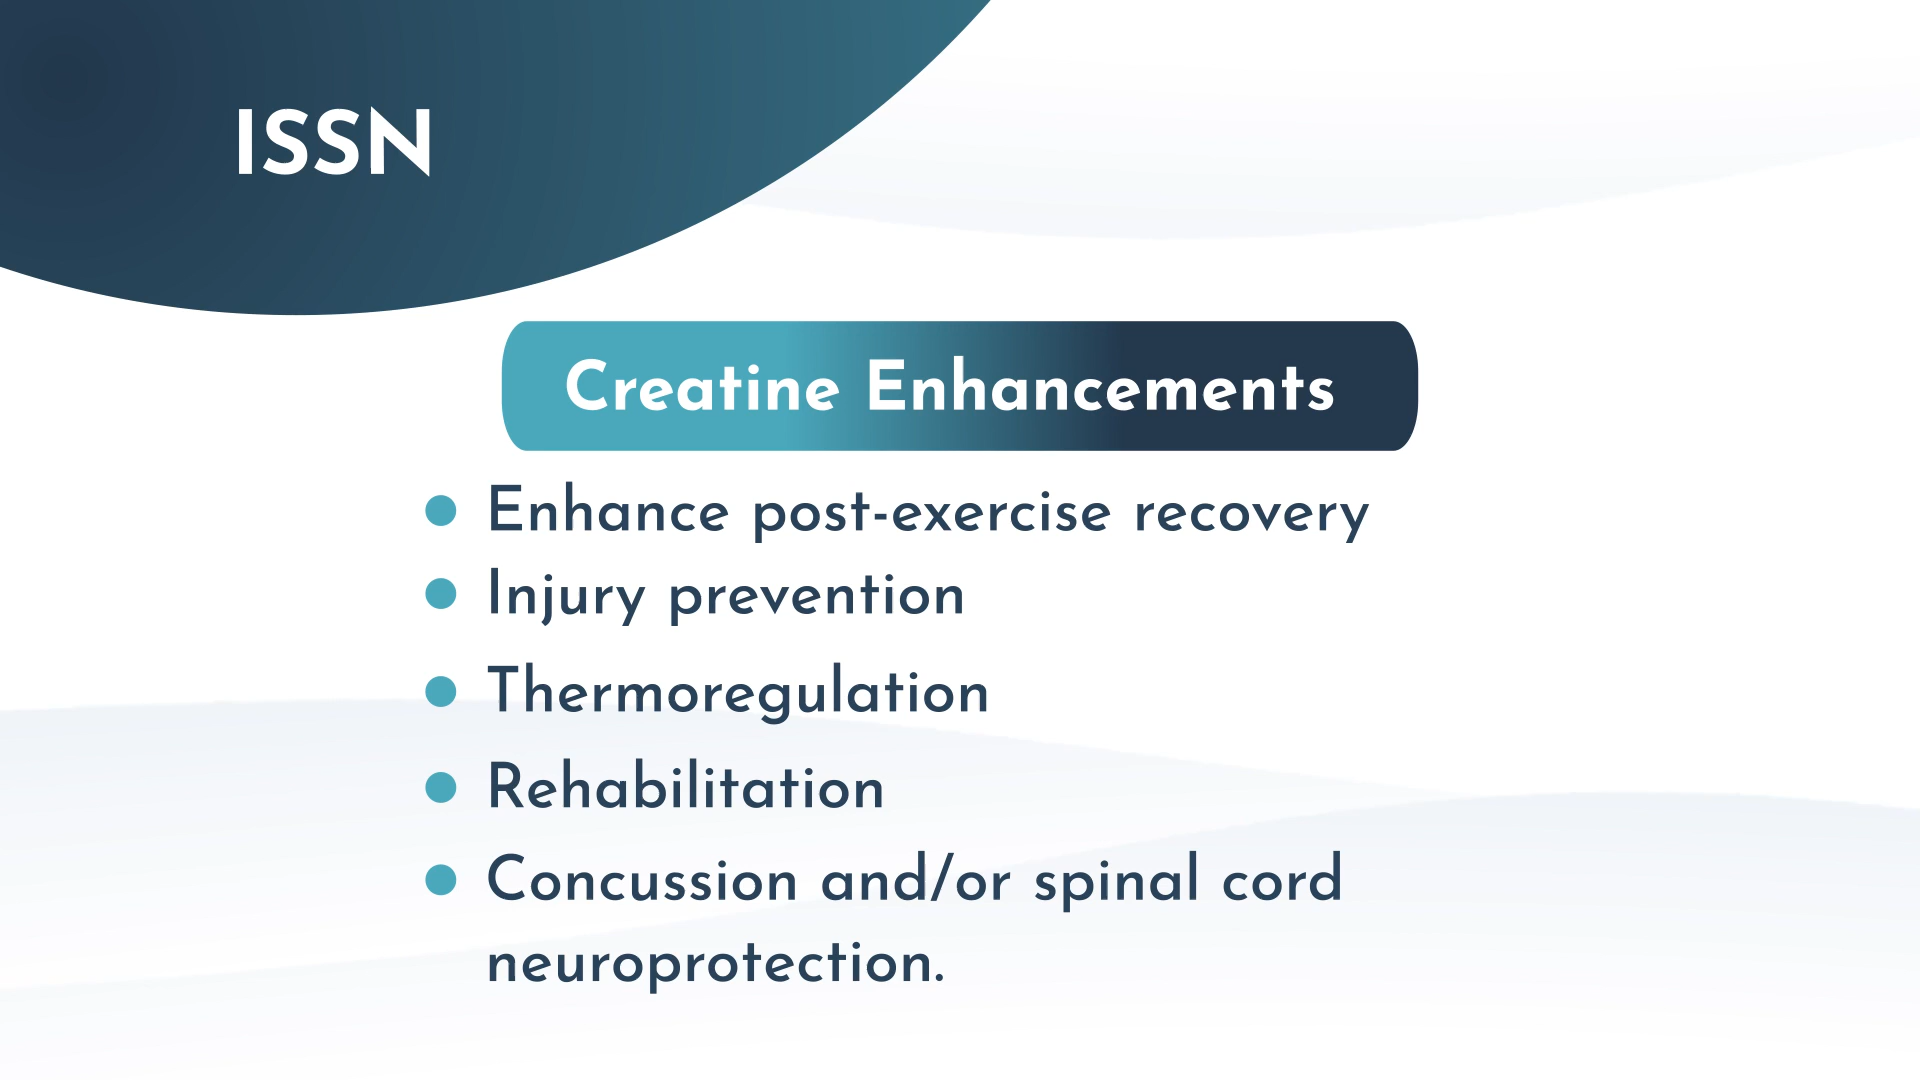 ISSN
Creatine Enhancements
Enhance post-exercise recovery
Injury prevention
Thermoregulation
Rehabilitation
Concussion and/or spinal cord
neuroprotection.